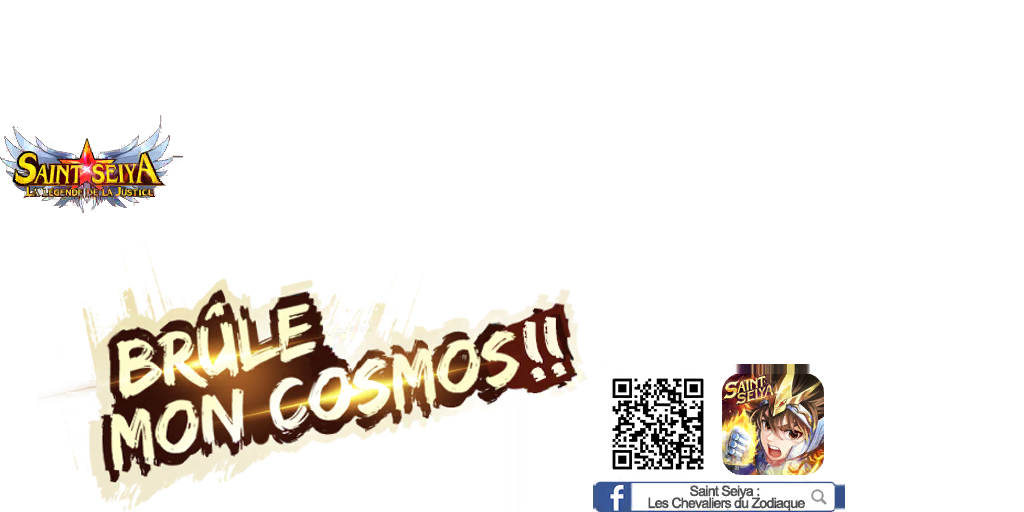 SAINT SEIYA
LA LÉGENDE DE LA JUSTICE
BRÛLE
MON COSMOS!!
SAINT
SEIYA
f
Saint Seiya :
Les Chevaliers du Zodiaque